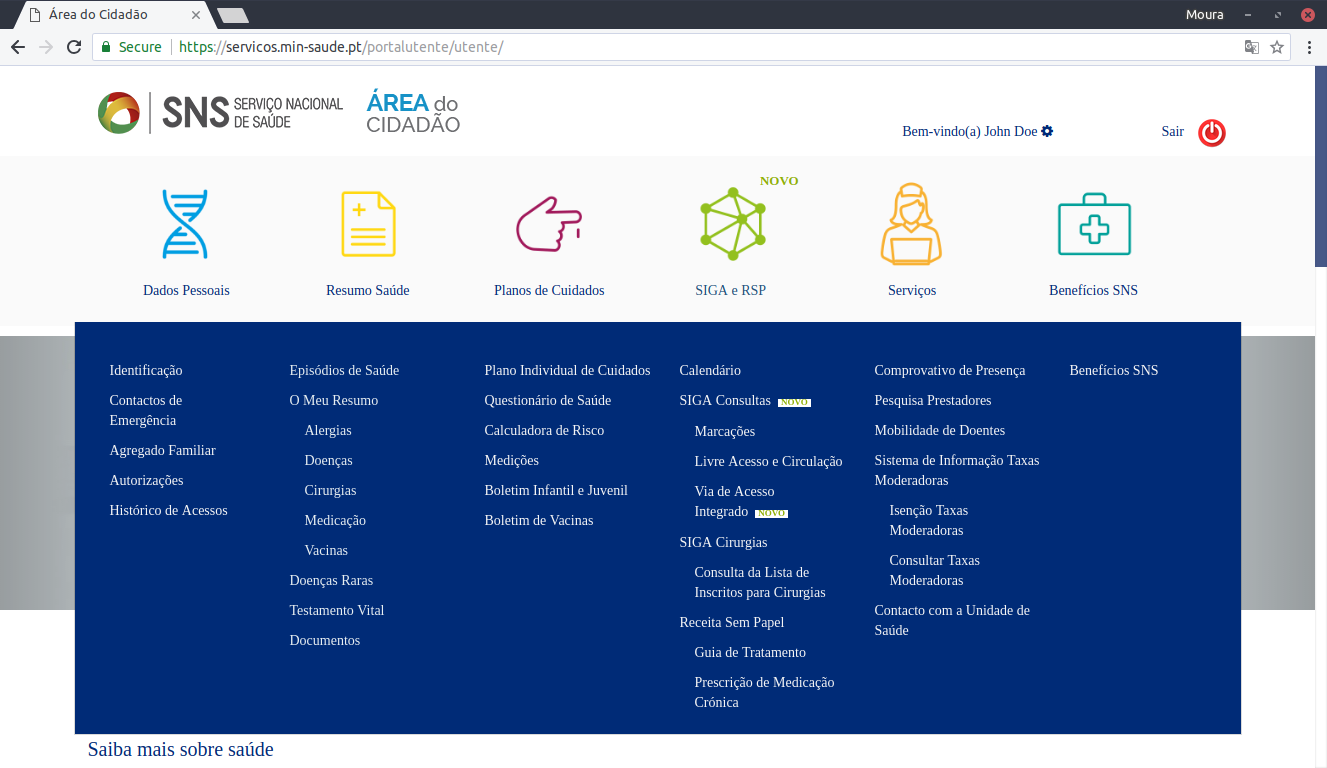 Área do Cidadão
Moura
Secure
https://servicos.min-saude.pt/portalutente/utente/
SNS SERVIÇO NACIONAL
DE SAÚDE
ÁREA do
CIDADÃO
Bem-vindo(a) John Doe
Sair
NOVO
Dados Pessoais
Resumo Saúde
Planos de Cuidados
SIGA e RSP
Serviços
Benefícios SNS
Identificação
Contactos de
Emergência
Agregado Familiar
Autorizações
Histórico de Acessos
Episódios de Saúde
O Meu Resumo
Alergias
Doenças
Cirurgias
Medicação
Vacinas
Doenças Raras
Testamento Vital
Documentos
Plano Individual de Cuidados
Questionário de Saúde
Calculadora de Risco
Medições
Boletim Infantil e Juvenil
Boletim de Vacinas
Calendário
SIGA Consultas NOVO
Marcações
Livre Acesso e Circulação
Via de Acesso
Integrado NOVO
SIGA Cirurgias
Consulta da Lista de
Inscritos para Cirurgias
Receita Sem Papel
Guia de Tratamento
Prescrição de Medicação
Crónica
Comprovativo de Presença
Pesquisa Prestadores
Mobilidade de Doentes
Sistema de Informação Taxas
Moderadoras
Isenção Taxas
Moderadoras
Consultar Taxas
Moderadoras
Contacto com a Unidade de
Saúde
Benefícios SNS
Saiba mais sobre saúde